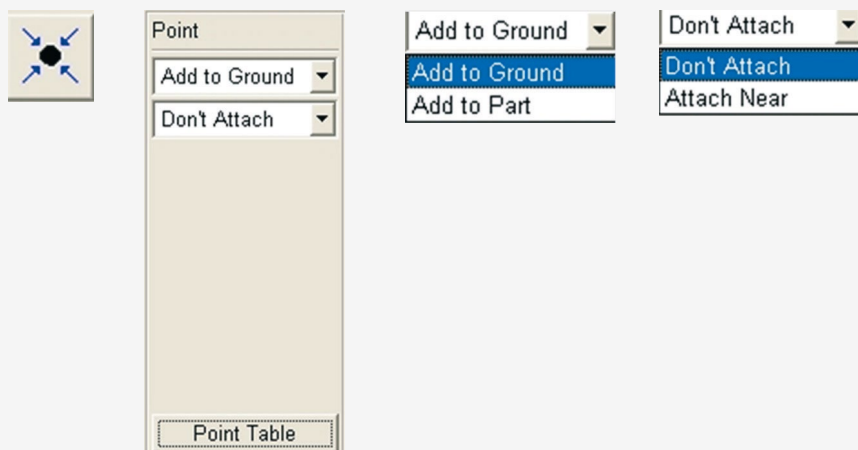 Point
Add to Ground
Don't Attach
Point Table
Add to Ground
Add to Ground
Add to Part
Don't Attach
Don't Attach
Attach Near